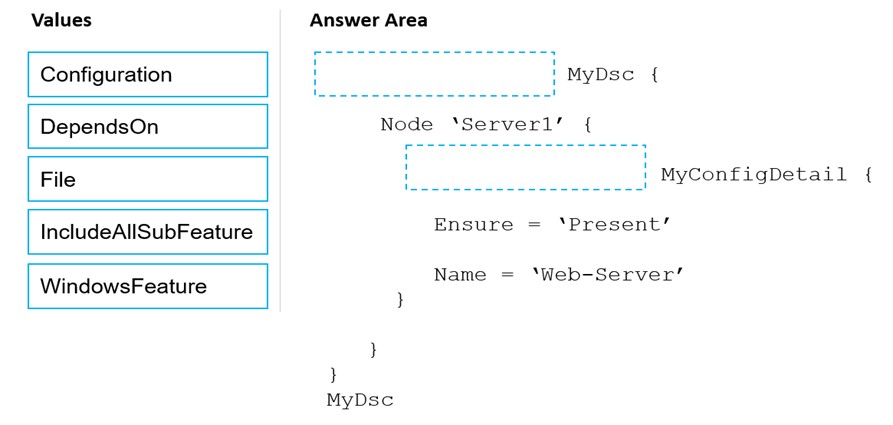 Values
Answer Area
Configuration
MyDsc {
DependsOn
Node ‘Server1’ {
File
MyConfigDetail {
IncludeAllSubFeature
Ensure = ‘Present’
WindowsFeature
Name = ‘Web-Server’
}
}
}
MyDsc